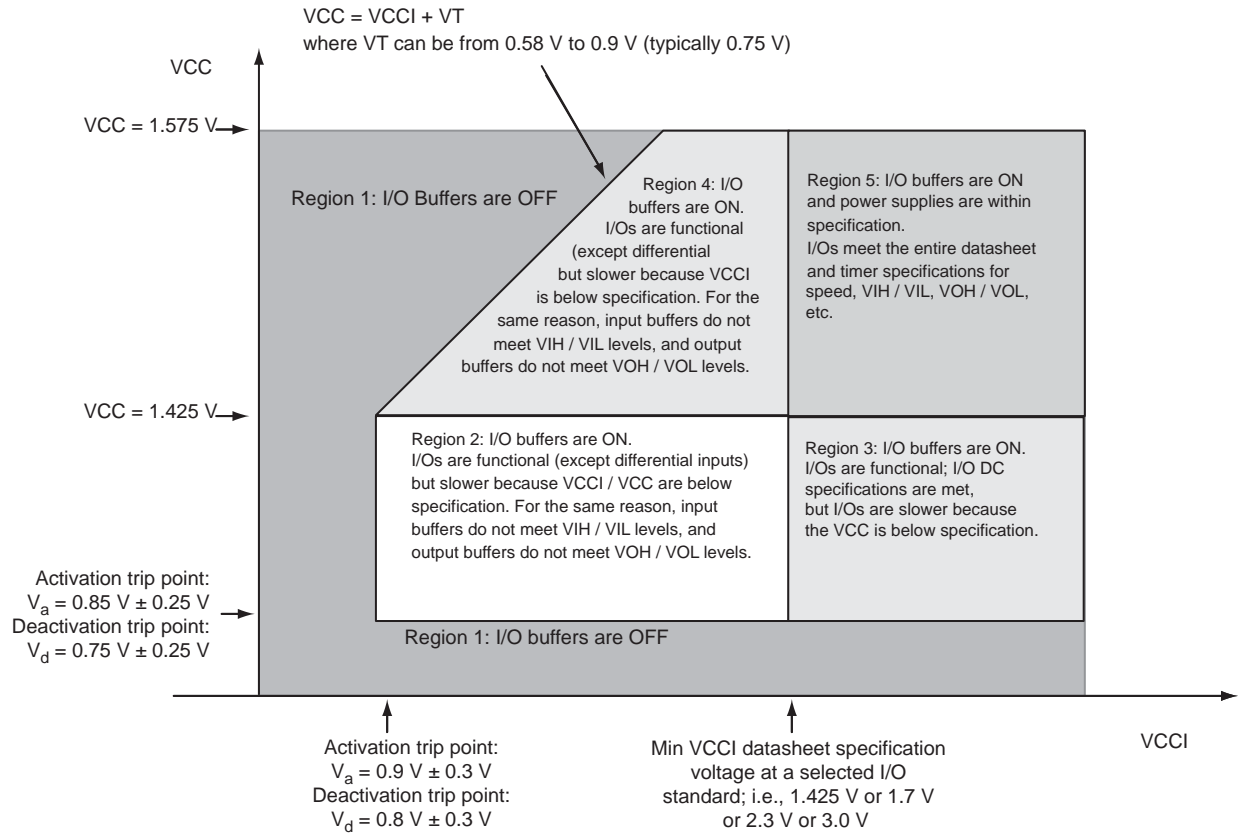 VCC = VCCI + VT
where VT can be from 0.58 V to 0.9 V (typically 0.75 V)
VCC
VCC = 1.575 V
Region 1: I/O Buffers are OFF
Region 4: I/O
buffers are ON.
I/Os are functional
(except differential
but slower because VCCI
is below specification. For the
same reason, input buffers do not
meet VIH / VIL levels, and output
buffers do not meet VOH / VOL levels.
Region 5: I/O buffers are ON
and power supplies are within
specification.
I/Os meet the entire datasheet
and timer specifications for
speed, VIH / VIL, VOH / VOL,
etc.
VCC = 1.425 V
Region 2: I/O buffers are ON.
I/Os are functional (except differential inputs)
but slower because VCCI / VCC are below
specification. For the same reason, input
buffers do not meet VIH / VIL levels, and
output buffers do not meet VOH / VOL levels.
Region 3: I/O buffers are ON.
I/Os are functional; I/O DC
specifications are met,
but I/Os are slower because
the VCC is below specification.
Activation trip point:
Va = 0.85 V ± 0.25 V
Deactivation trip point:
Vd = 0.75 V ± 0.25 V
Region 1: I/O buffers are OFF
VCCI
Activation trip point:
Va = 0.9 V ± 0.3 V
Deactivation trip point:
Vd = 0.8 V ± 0.3 V
Min VCCI datasheet specification
voltage at a selected I/O
standard; i.e., 1.425 V or 1.7 V
or 2.3 V or 3.0 V